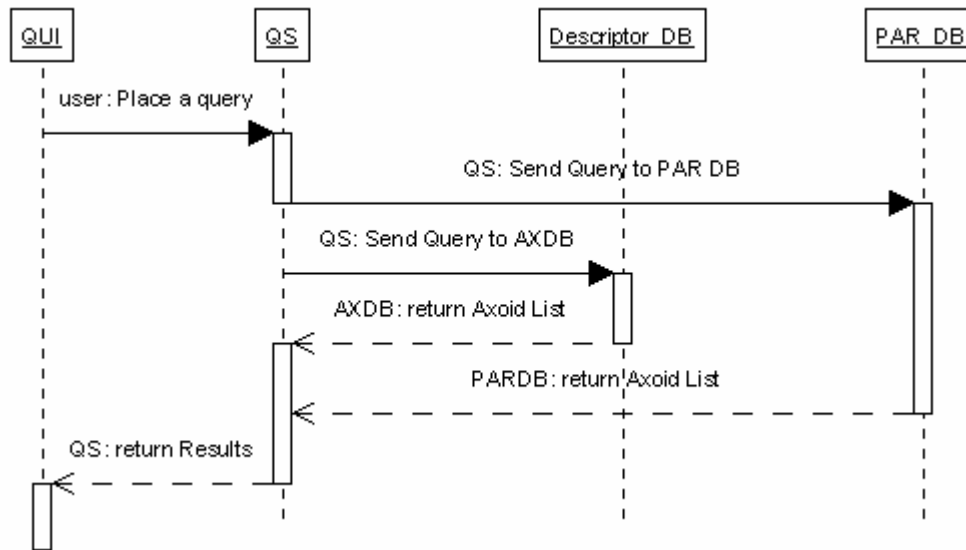 QUI
QS
Descriptor_DB
PAR_DB
user: Place a query
QS: Send Query to PAR DB
QS: Send Query to AXDB
AXDB: return Axoid List
PARDB: return Axoid List
QS: return Results